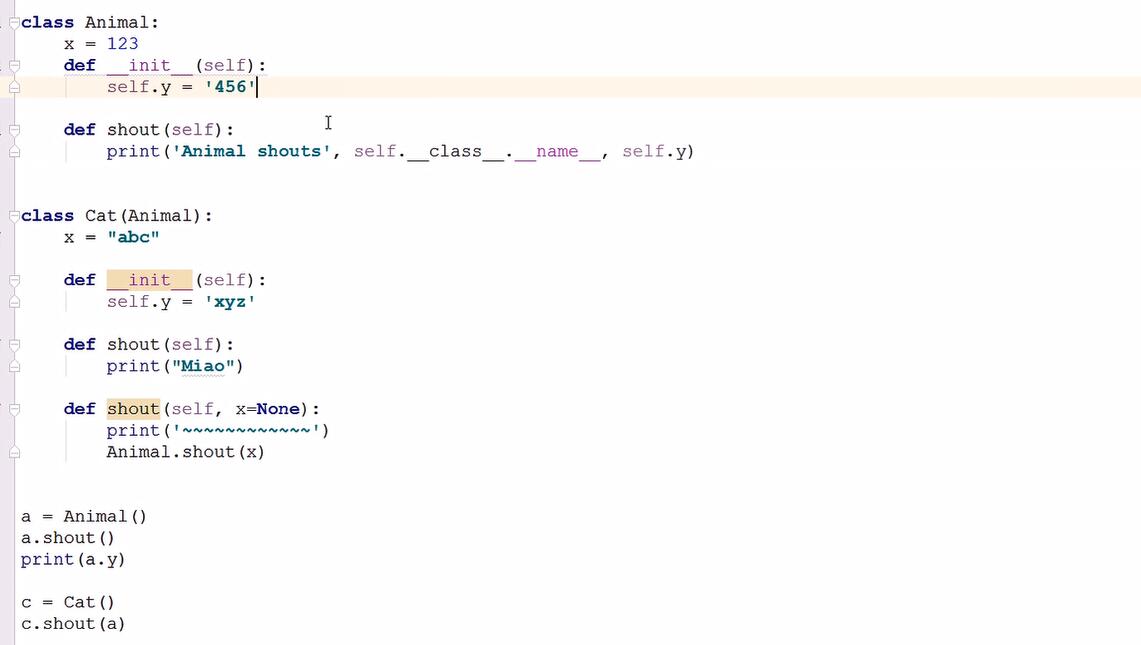 class Animal:
    x = 123
    def __init__(self):
        self.y = '456'
    def shout(self):
        print('Animal shouts', self.__class__.__name__, self.y)
class Cat(Animal):
    x = "abc"
    def __init__(self):
        self.y = 'xyz'
    def shout(self):
        print("Miao")
    def shout(self, x=None):
        print('~~~~~~~~~~~~')
        Animal.shout(x)
a = Animal()
a.shout()
print(a.y)
c = Cat()
c.shout(a)